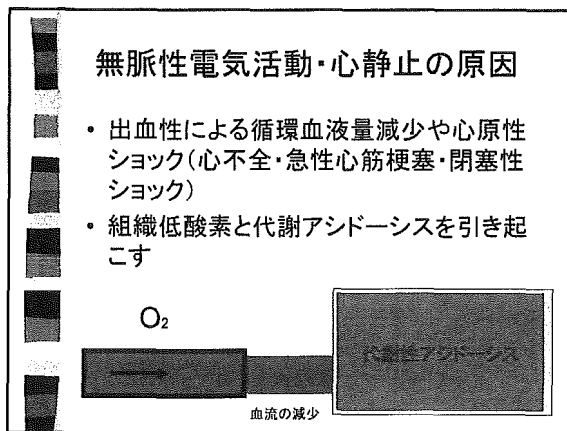 無脈性電気活動・心静止の原因
• 出血性による循環血液量減少や心原性
ショック(心不全・急性心筋梗塞・閉塞性
ショック)
• 組織低酸素と代謝アシドーシスを引き起
こす
O₂
代謝性アシドーシス
血流の減少